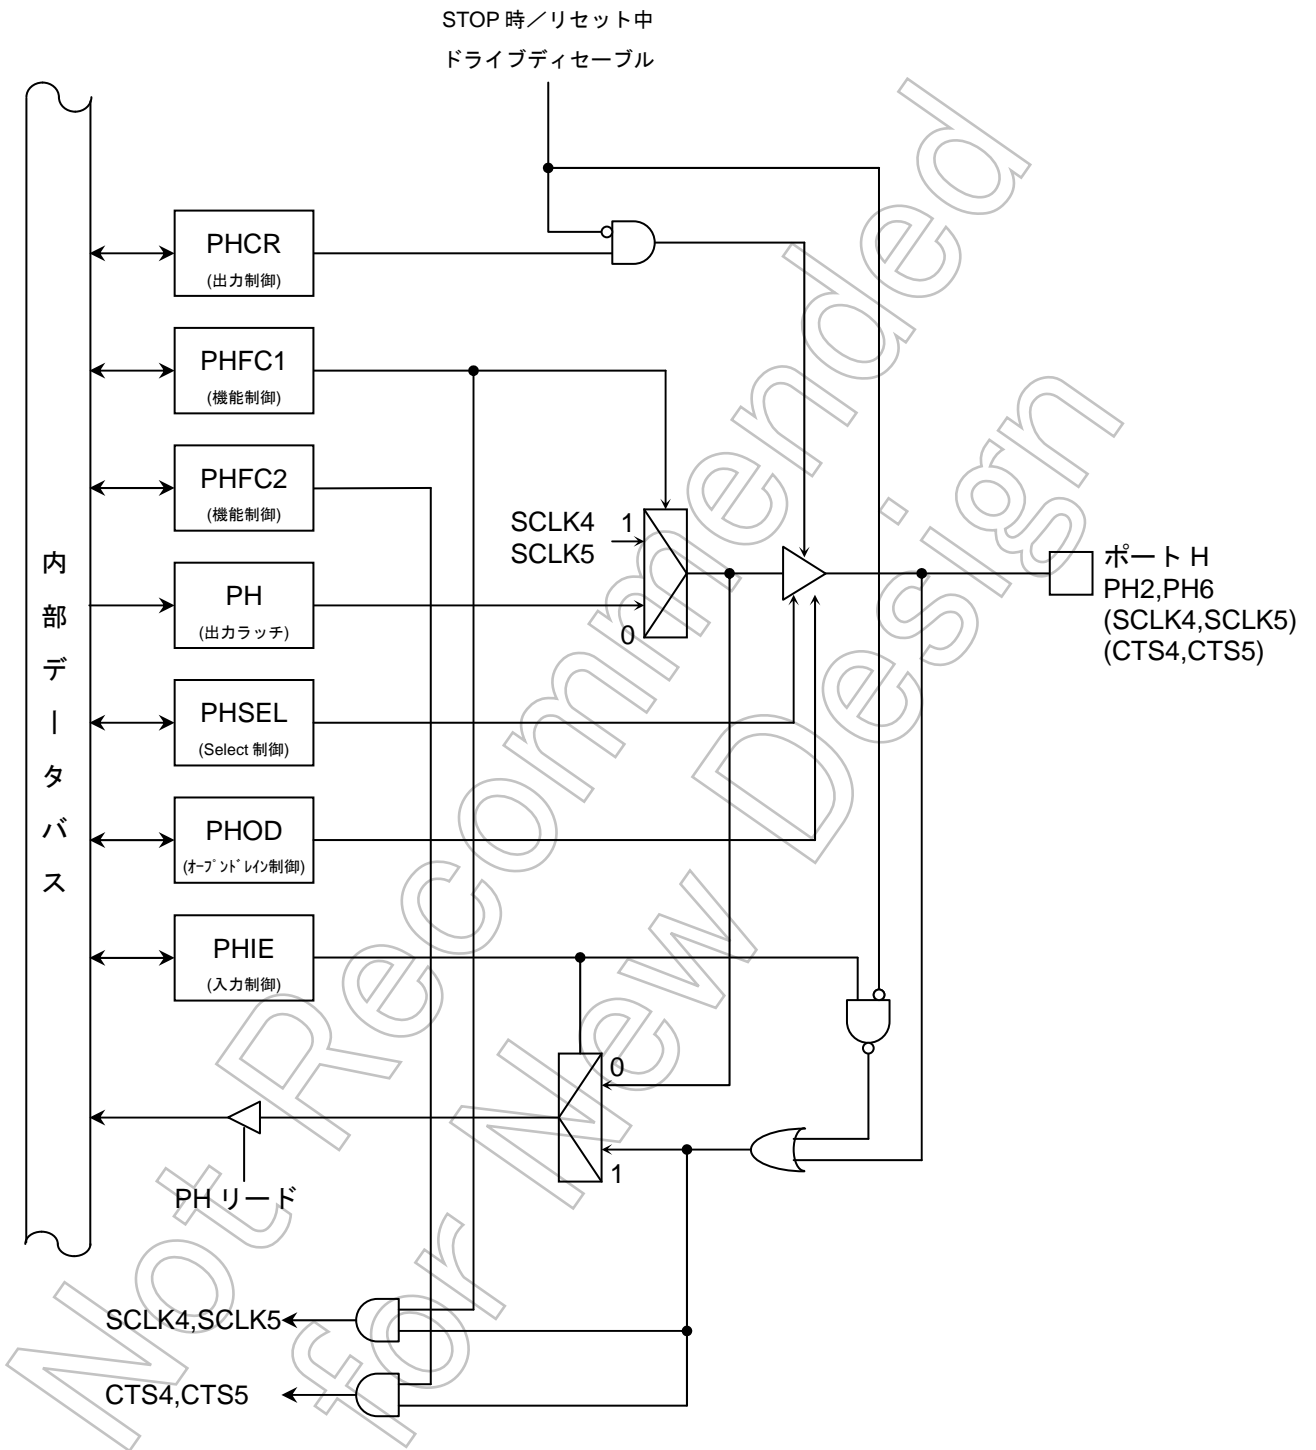 STOP 時／リセット中
ドライブディセーブル
内部データバス
PHCR
(出力制御)
PHFC1
(機能制御)
PHFC2
(機能制御)
PH
(出力ラッチ)
PHSEL
(Select 制御)
PHOD
(ｵｰﾌﾟﾝﾄﾞﾚｲﾝ制御)
PHIE
(入力制御)
SCLK4
SCLK5
1
0
ポート H
PH2,PH6
(SCLK4,SCLK5)
(CTS4,CTS5)
0
1
PH リード
SCLK4,SCLK5
CTS4,CTS5
Not Recommended
for New Design